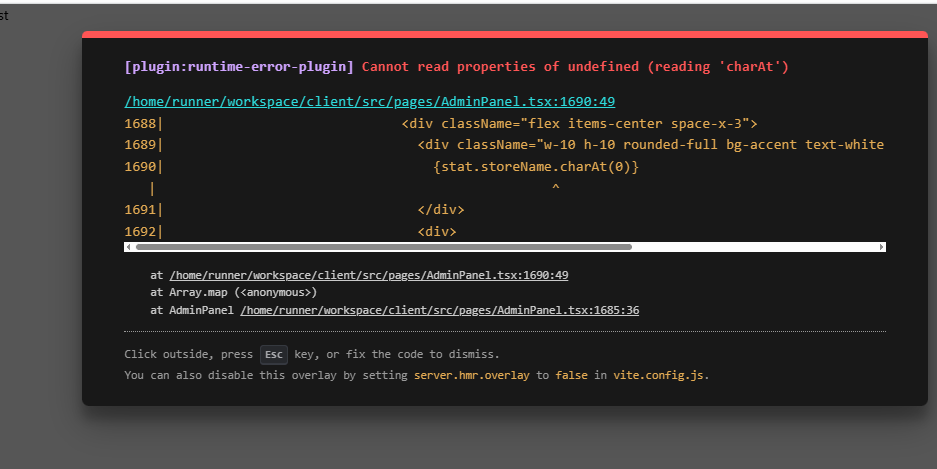 st
[plugin:runtime-error-plugin] Cannot read properties of undefined (reading 'charAt')
/home/runner/workspace/client/src/pages/AdminPanel.tsx:1690:49
1688|                              <div className="flex items-center space-x-3">
1689|                                <div className="w-10 h-10 rounded-full bg-accent text-white
1690|                                  {stat.storeName.charAt(0)}
    |                                                 ^
1691|                                </div>
1692|                                <div>
at /home/runner/workspace/client/src/pages/AdminPanel.tsx:1690:49
at Array.map (<anonymous>)
at AdminPanel /home/runner/workspace/client/src/pages/AdminPanel.tsx:1685:36
Click outside, press Esc key, or fix the code to dismiss.
You can also disable this overlay by setting server.hmr.overlay to false in vite.config.js.